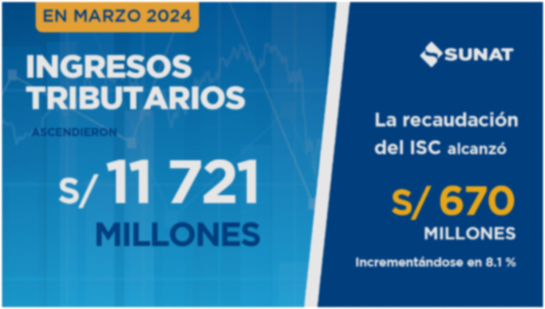 EN MARZO 2024
INGRESOS
TRIBUTARIOS
ASCENDIERON
S/ 11 721
MILLONES
SUNAT
La recaudación
del ISC alcanzó
S/ 670
MILLONES
Incrementándose en 8.1 %